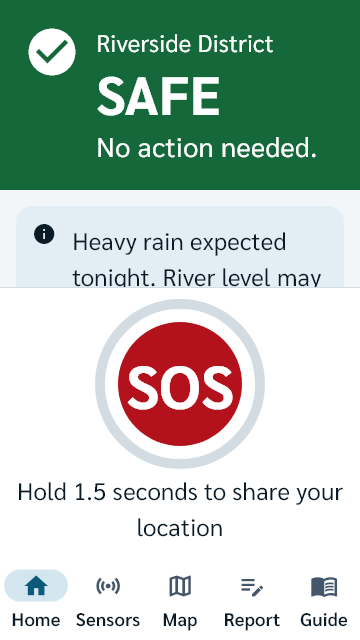 Riverside District
SAFE
No action needed.
Heavy rain expected
tonight. River level may
SOS
Hold 1.5 seconds to share your
location
Home
Sensors
Map
Report
Guide